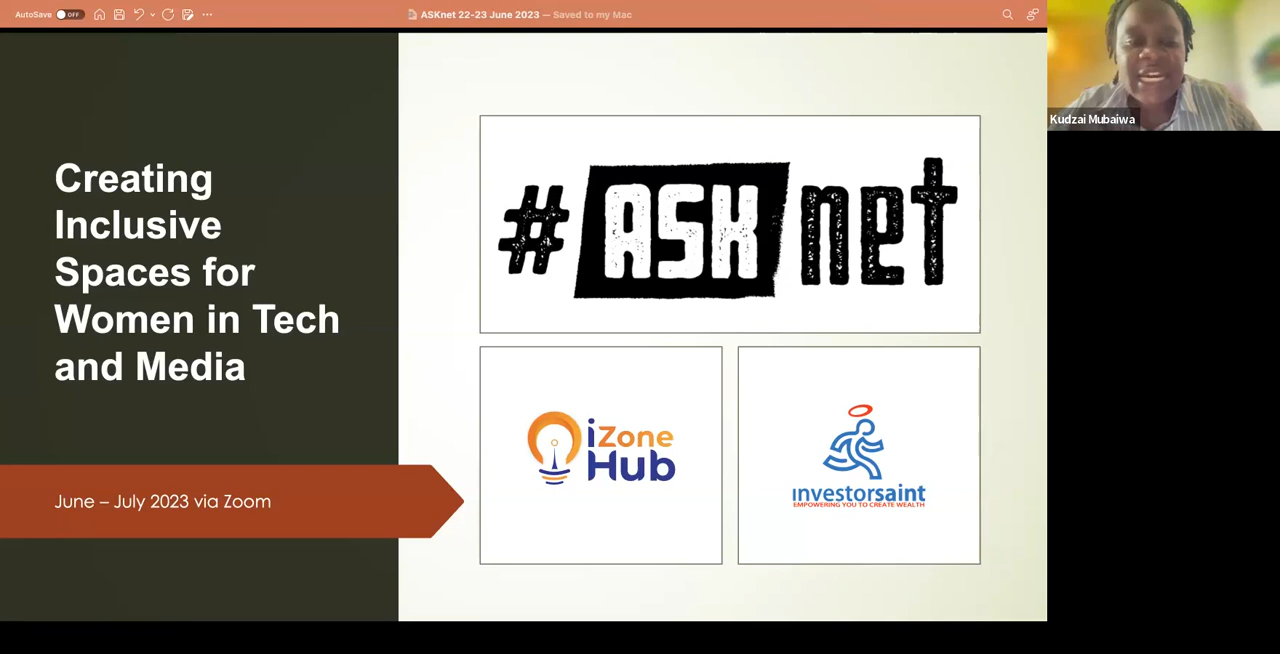 AutoSave OFF
ASKnet 22-23 June 2023 — Saved to my Mac
Kudzai Mubaiwa
Creating
Inclusive
Spaces for
Women in Tech
and Media
June – July 2023 via Zoom
#ASKnet
iZone
Hub
investorsaint
EMPOWERING YOU TO CREATE WEALTH